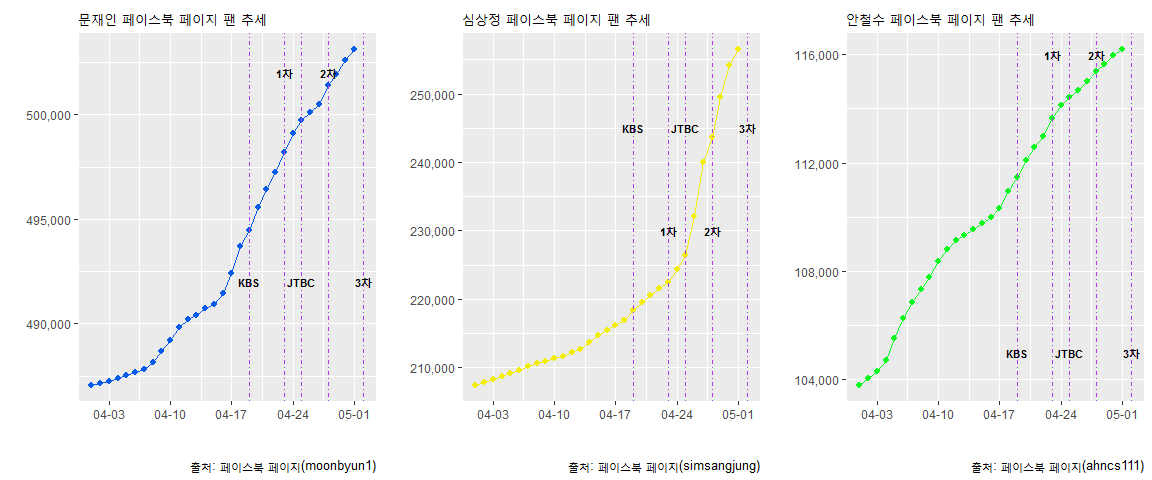 문재인 페이스북 페이지 팬 추세
500,000
495,000
490,000
1차
2차
KBS
JTBC
3차
04-03
04-10
04-17
04-24
05-01
출처: 페이스북 페이지(moonbyun1)
심상정 페이스북 페이지 팬 추세
250,000
240,000
230,000
220,000
210,000
KBS
JTBC
3차
1차
2차
04-03
04-10
04-17
04-24
05-01
출처: 페이스북 페이지(simsangjung)
안철수 페이스북 페이지 팬 추세
116,000
112,000
108,000
104,000
1차
2차
KBS
JTBC
3차
04-03
04-10
04-17
04-24
05-01
출처: 페이스북 페이지(ahncs111)